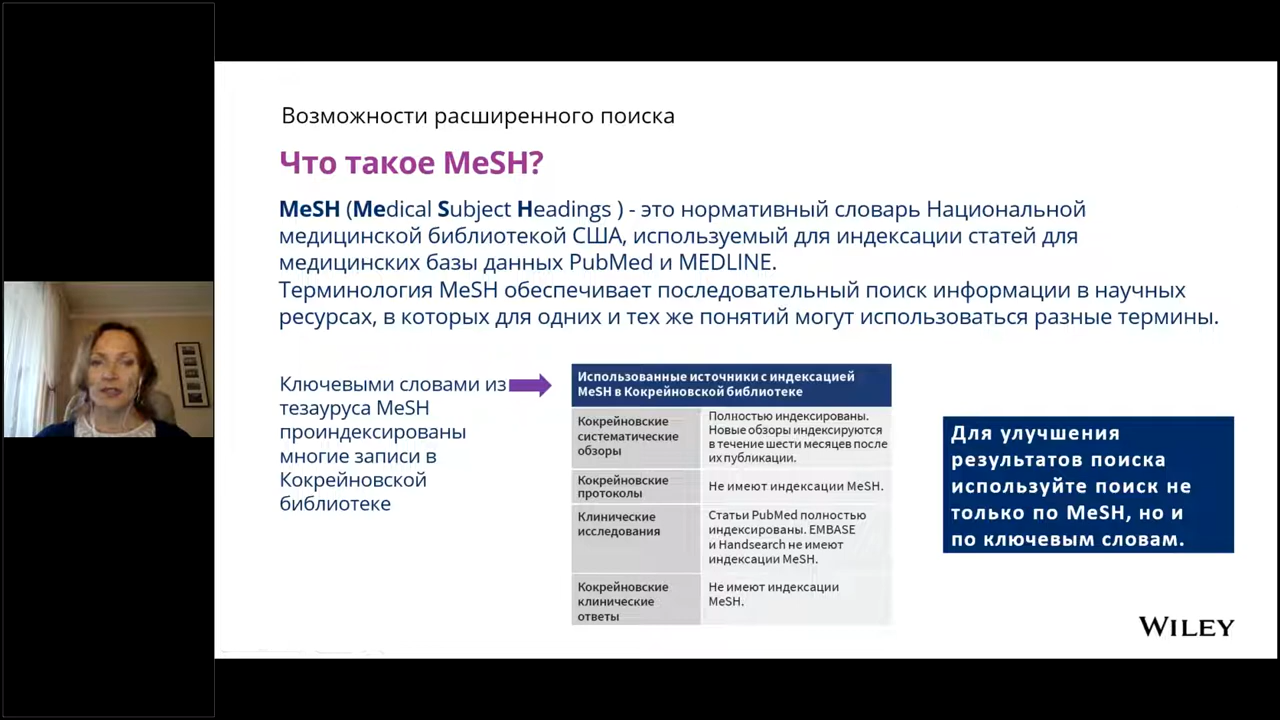 Возможности расширенного поиска
Что такое MeSH?
MeSH (Medical Subject Headings ) - это нормативный словарь Национальной
медицинской библиотекой США, используемый для индексации статей для
медицинских базы данных PubMed и MEDLINE.
Терминология MeSH обеспечивает последовательный поиск информации в научных
ресурсах, в которых для одних и тех же понятий могут использоваться разные термины.
Ключевыми словами из
тезауруса MeSH
проиндексированы
многие записи в
Кокрейновской
библиотеке
Использованные источники с индексацией
MeSH в Кокрейновской библиотеке
Кокрейновские
систематические
обзоры
Полностью индексированы.
Новые обзоры индексируются
в течение шести месяцев после
их публикации.
Кокрейновские
протоколы
Не имеют индексации MeSH.
Клинические
исследования
Статьи PubMed полностью
индексированы. EMBASE
и Handsearch не имеют
индексации MeSH.
Кокрейновские
клинические
ответы
Не имеют индексации
MeSH.
Для улучшения
результатов поиска
используйте поиск не
только по MeSH, но и
по ключевым словам.
WILEY